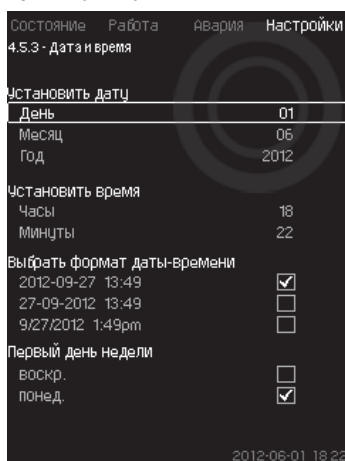 Состояние Работа Авария Настройки
4.5.3 - Дата и время
Установить дату
День 01
Месяц 06
Год 2012
Установить время
Часы 18
Минуты 22
Выбрать формат даты-времени
2012-09-27 13:49
27-09-2012 13:49
9/27/2012 1:49pm
Первый день недели
воскр.
понед.
2012-06-01 18:22